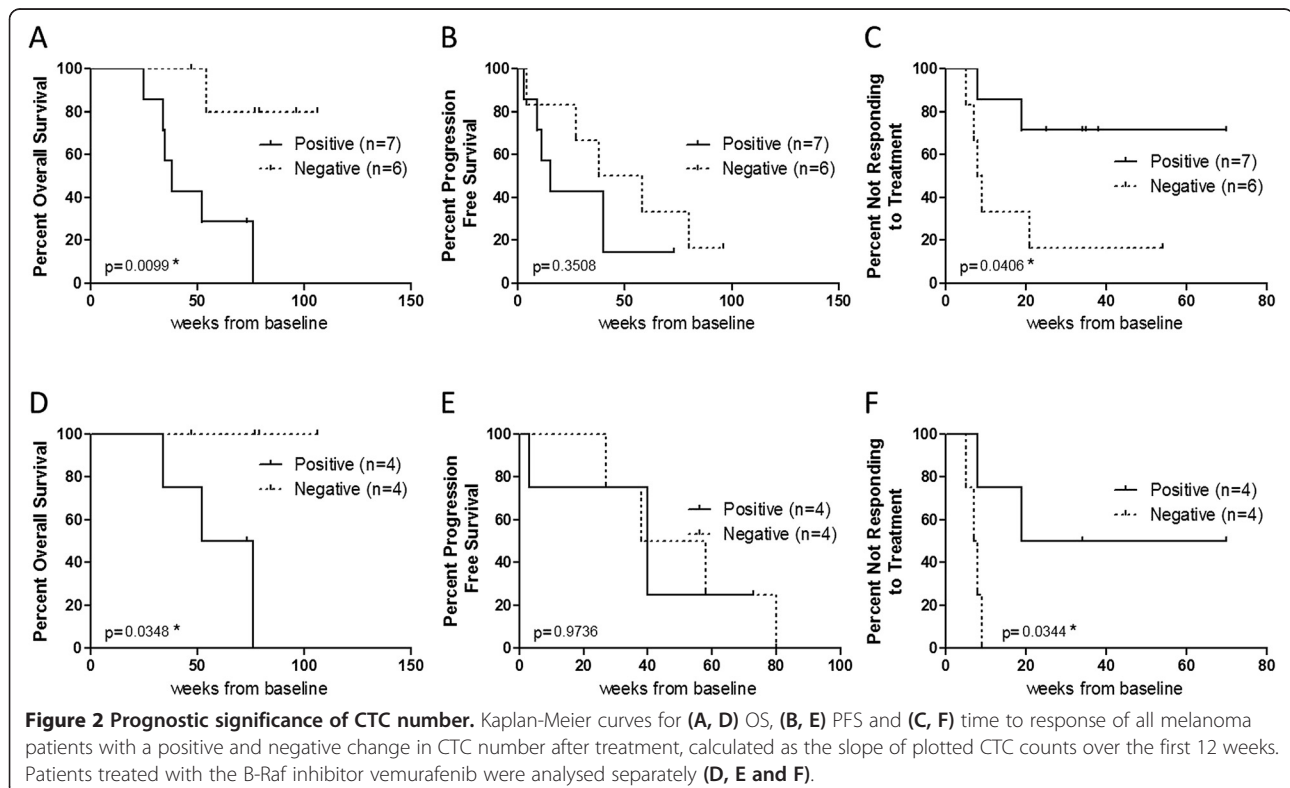 A
Percent Overall Survival
100
80
60
40
20
0
0 50 100 150
weeks from baseline
Positive (n=7)
Negative (n=6)
p=0.0099 *
B
Percent Progression
Free Survival
100
80
60
40
20
0
0 50 100 150
weeks from baseline
Positive (n=7)
Negative (n=6)
p=0.3508
C
Percent Not Responding
to Treatment
100
80
60
40
20
0
0 20 40 60 80
weeks from baseline
Positive (n=7)
Negative (n=6)
p=0.0406 *
D
Percent Overall Survival
100
80
60
40
20
0
0 50 100 150
weeks from baseline
Positive (n=4)
Negative (n=4)
p=0.0348 *
E
Percent Progression
Free Survival
100
80
60
40
20
0
0 20 40 60 80 100
weeks from baseline
Positive (n=4)
Negative (n=4)
p=0.9736
F
Percent Not Responding
to Treatment
100
80
60
40
20
0
0 20 40 60 80
weeks from baseline
Positive (n=4)
Negative (n=4)
p=0.0344 *
Figure 2 Prognostic significance of CTC number. Kaplan-Meier curves for (A, D) OS, (B, E) PFS and (C, F) time to response of all melanoma
patients with a positive and negative change in CTC number after treatment, calculated as the slope of plotted CTC counts over the first 12 weeks.
Patients treated with the B-Raf inhibitor vemurafenib were analysed separately (D, E and F).